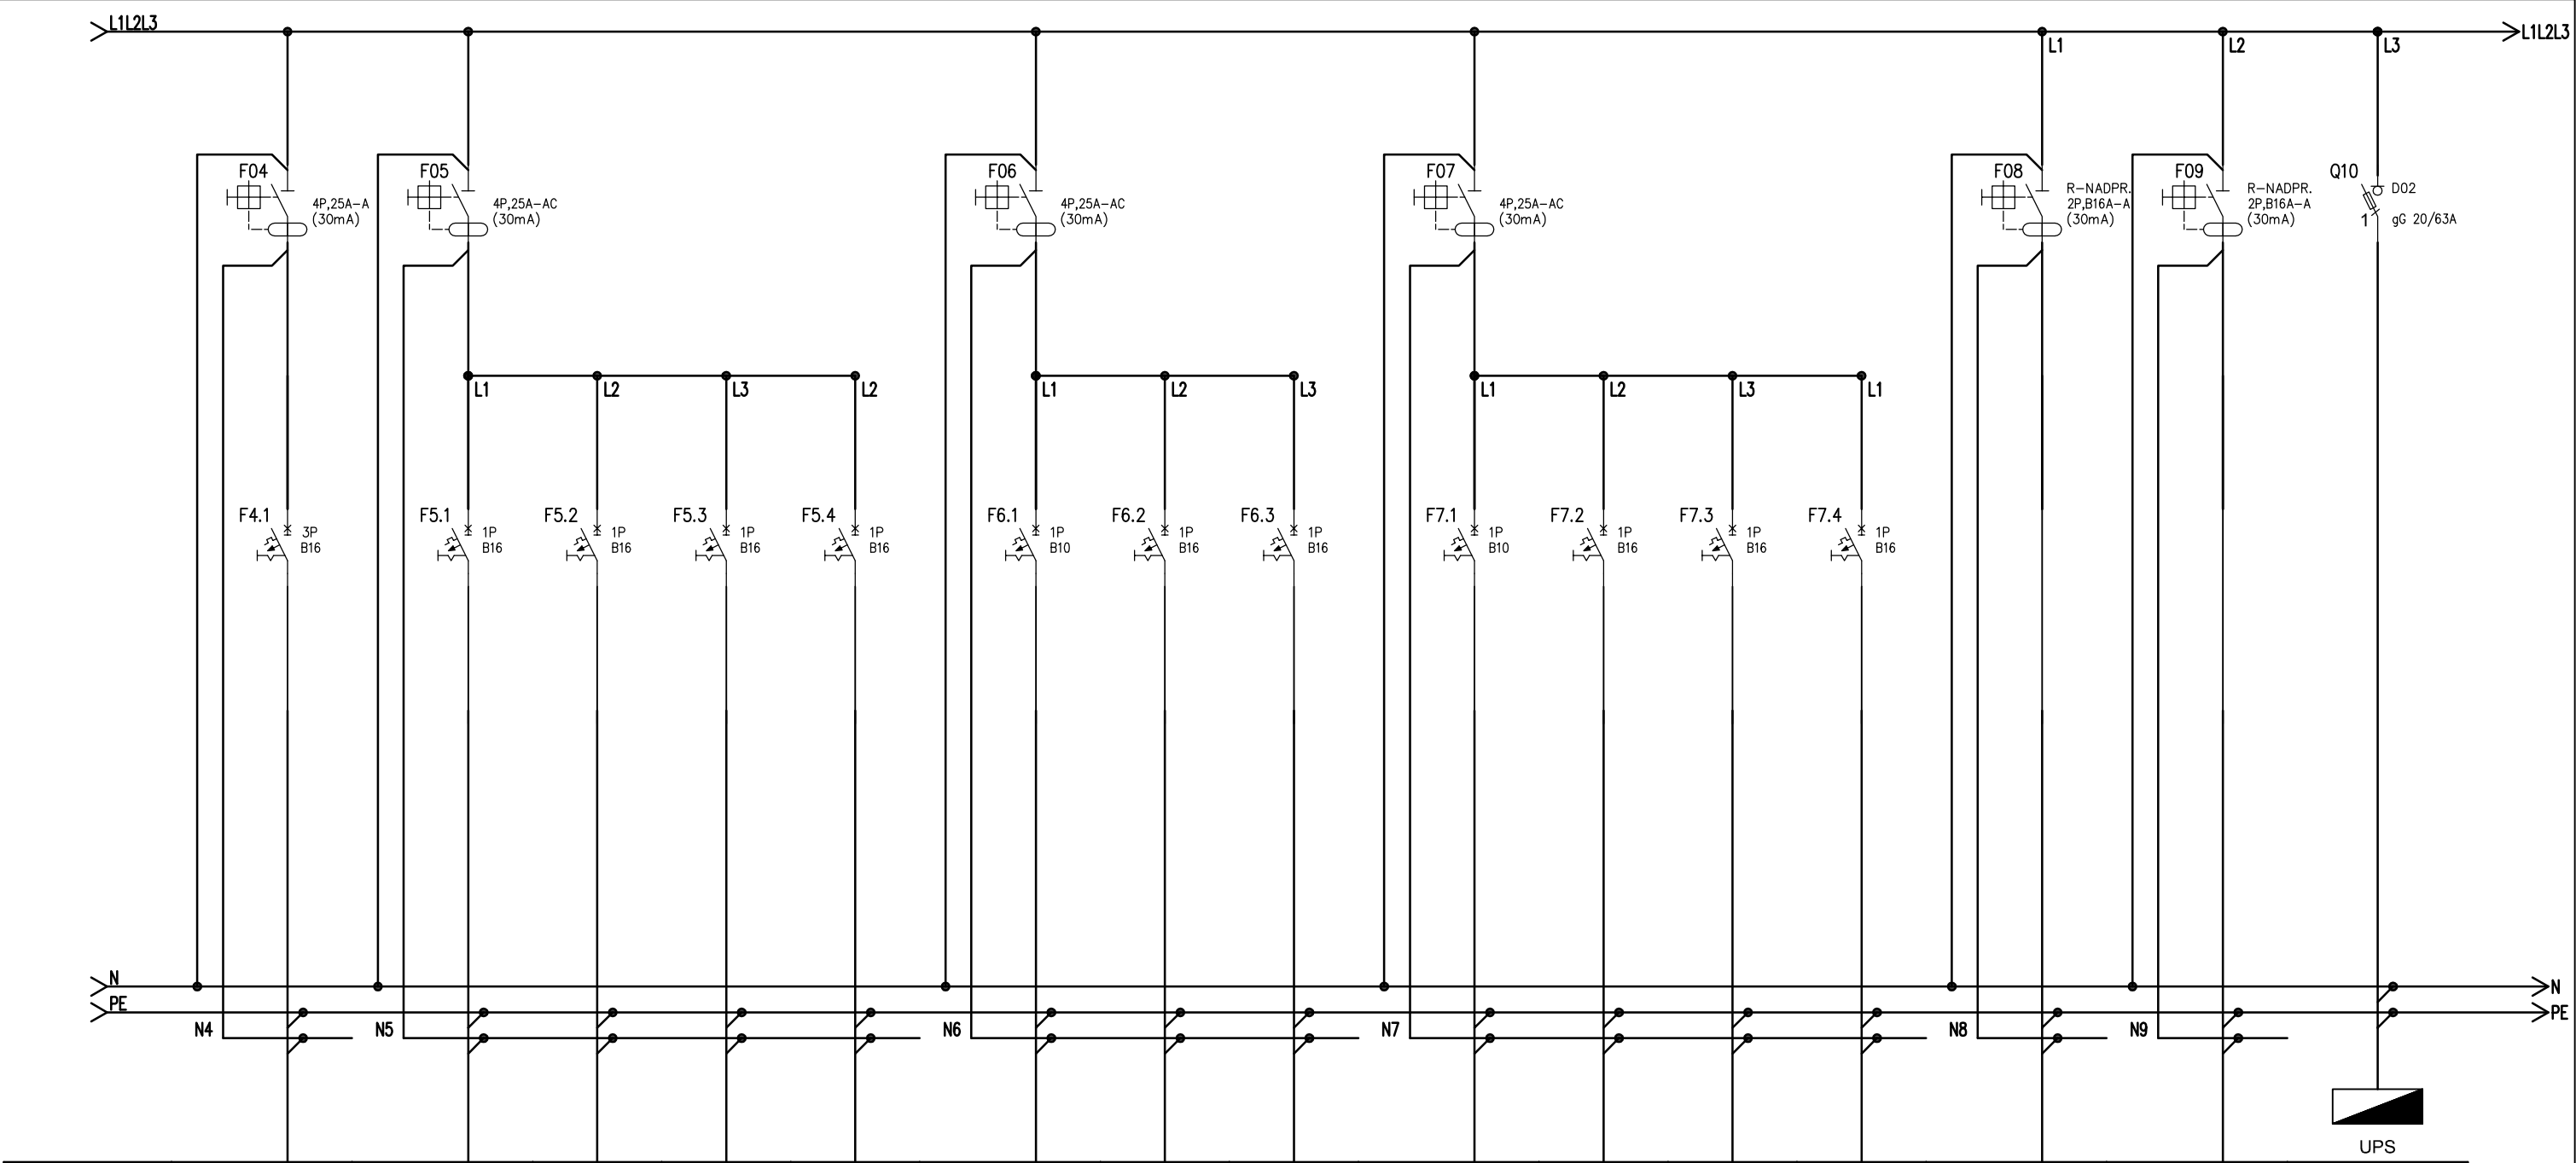 L1L2L3
L1L2L3
L1
L2
L3
F04
4P,25A-A
(30mA)
F05
4P,25A-AC
(30mA)
F06
4P,25A-AC
(30mA)
F07
4P,25A-AC
(30mA)
F08
R-NADPR.
2P,B16A-A
(30mA)
F09
R-NADPR.
2P,B16A-A
(30mA)
Q10
D02
1
gG 20/63A
L1
L2
L3
L2
L1
L2
L3
L1
L2
L3
L1
F4.1
3P
B16
F5.1
1P
B16
F5.2
1P
B16
F5.3
1P
B16
F5.4
1P
B16
F6.1
1P
B10
F6.2
1P
B16
F6.3
1P
B16
F7.1
1P
B10
F7.2
1P
B16
F7.3
1P
B16
F7.4
1P
B16
N
N
PE
PE
N4
N5
N6
N7
N8
N9
UPS